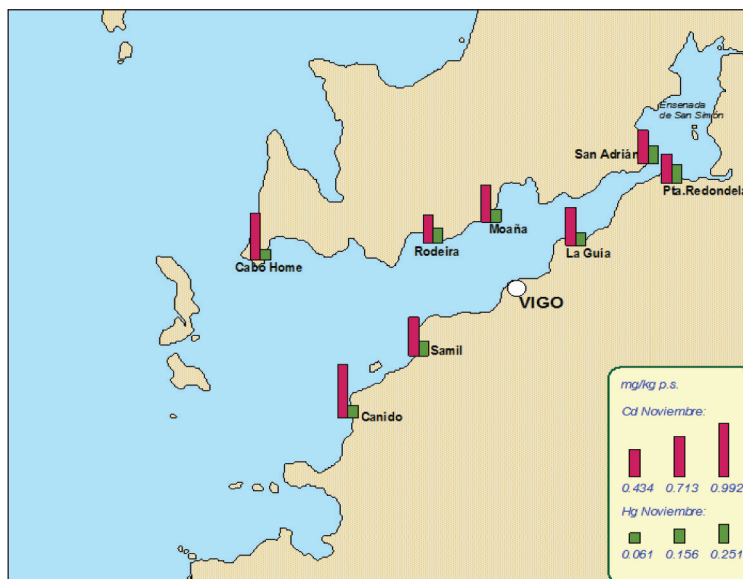 Ensenada
de San Simón
San Adrián
Pta.Redondela
Moaña
Rodeira
La Guia
Cabo Home
VIGO
Samil
Canido
mg/kg p.s.
Cd Noviembre:
0.434 0.713 0.992
Hg Noviembre:
0.061 0.156 0.251